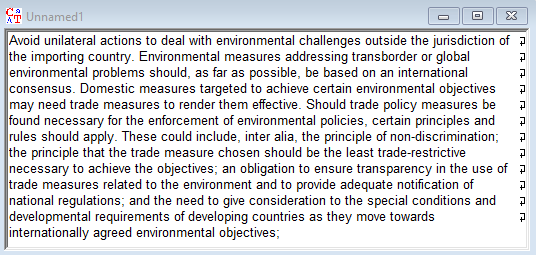 Unnamed1
Avoid unilateral actions to deal with environmental challenges outside the jurisdiction of
the importing country. Environmental measures addressing transborder or global
environmental problems should, as far as possible, be based on an international
consensus. Domestic measures targeted to achieve certain environmental objectives
may need trade measures to render them effective. Should trade policy measures be
found necessary for the enforcement of environmental policies, certain principles and
rules should apply. These could include, inter alia, the principle of non-discrimination;
the principle that the trade measure chosen should be the least trade-restrictive
necessary to achieve the objectives; an obligation to ensure transparency in the use of
trade measures related to the environment and to provide adequate notification of
national regulations; and the need to give consideration to the special conditions and
developmental requirements of developing countries as they move towards
internationally agreed environmental objectives;